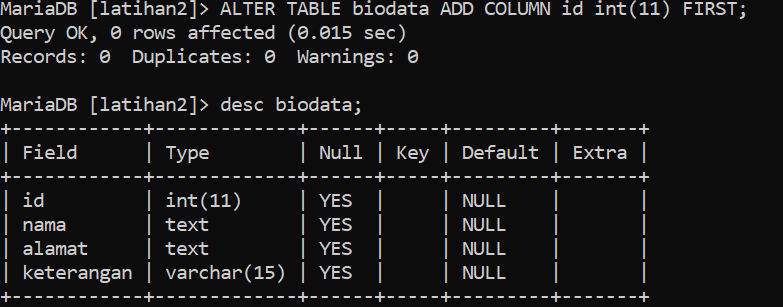 MariaDB [latihan2]> ALTER TABLE biodata ADD COLUMN id int(11) FIRST;
Query OK, 0 rows affected (0.015 sec)
Records: 0  Duplicates: 0  Warnings: 0

MariaDB [latihan2]> desc biodata;
+------------+-------------+------+-----+---------+-------+
| Field      | Type        | Null | Key | Default | Extra |
+------------+-------------+------+-----+---------+-------+
| id         | int(11)     | YES  |     | NULL    |       |
| nama       | text        | YES  |     | NULL    |       |
| alamat     | text        | YES  |     | NULL    |       |
| keterangan | varchar(15) | YES  |     | NULL    |       |
+------------+-------------+------+-----+---------+-------+